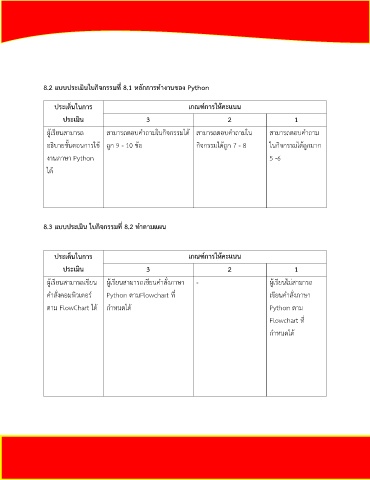 8.2 แบบประเมินใบกิจกรรมที่ 8.1 หลักการทำงานของ Python
ประเด็นในการ
ประเมิน
เกณฑ์การให้คะแนน
3
2
1
ผู้เรียนสามารถ
อธิบายขั้นตอนการใช้
งานภาษา Python
ได้
สามารถตอบคำถามในกิจกรรมได้
ถูก 9 - 10 ข้อ
สามารถตอบคำถามใน
กิจกรรมได้ถูก 7 - 8
สามารถตอบคำถาม
ในกิจกรรมได้ถูกมาก
5 -6
8.3 แบบประเมิน ใบกิจกรรมที่ 8.2 ทำตามแผน
ประเด็นในการ
ประเมิน
เกณฑ์การให้คะแนน
3
2
1
ผู้เรียนสามารถเขียน
คำสั่งคอมพิวเตอร์
ตาม FlowChart ได้
ผู้เรียนสามารถเขียนคำสั่งภาษา
Python ตามFlowchart ที่
กำหนดได้
-
ผู้เรียนไม่สามารถ
เขียนคำสั่งภาษา
Python ตาม
Flowchart ที่
กำหนดได้